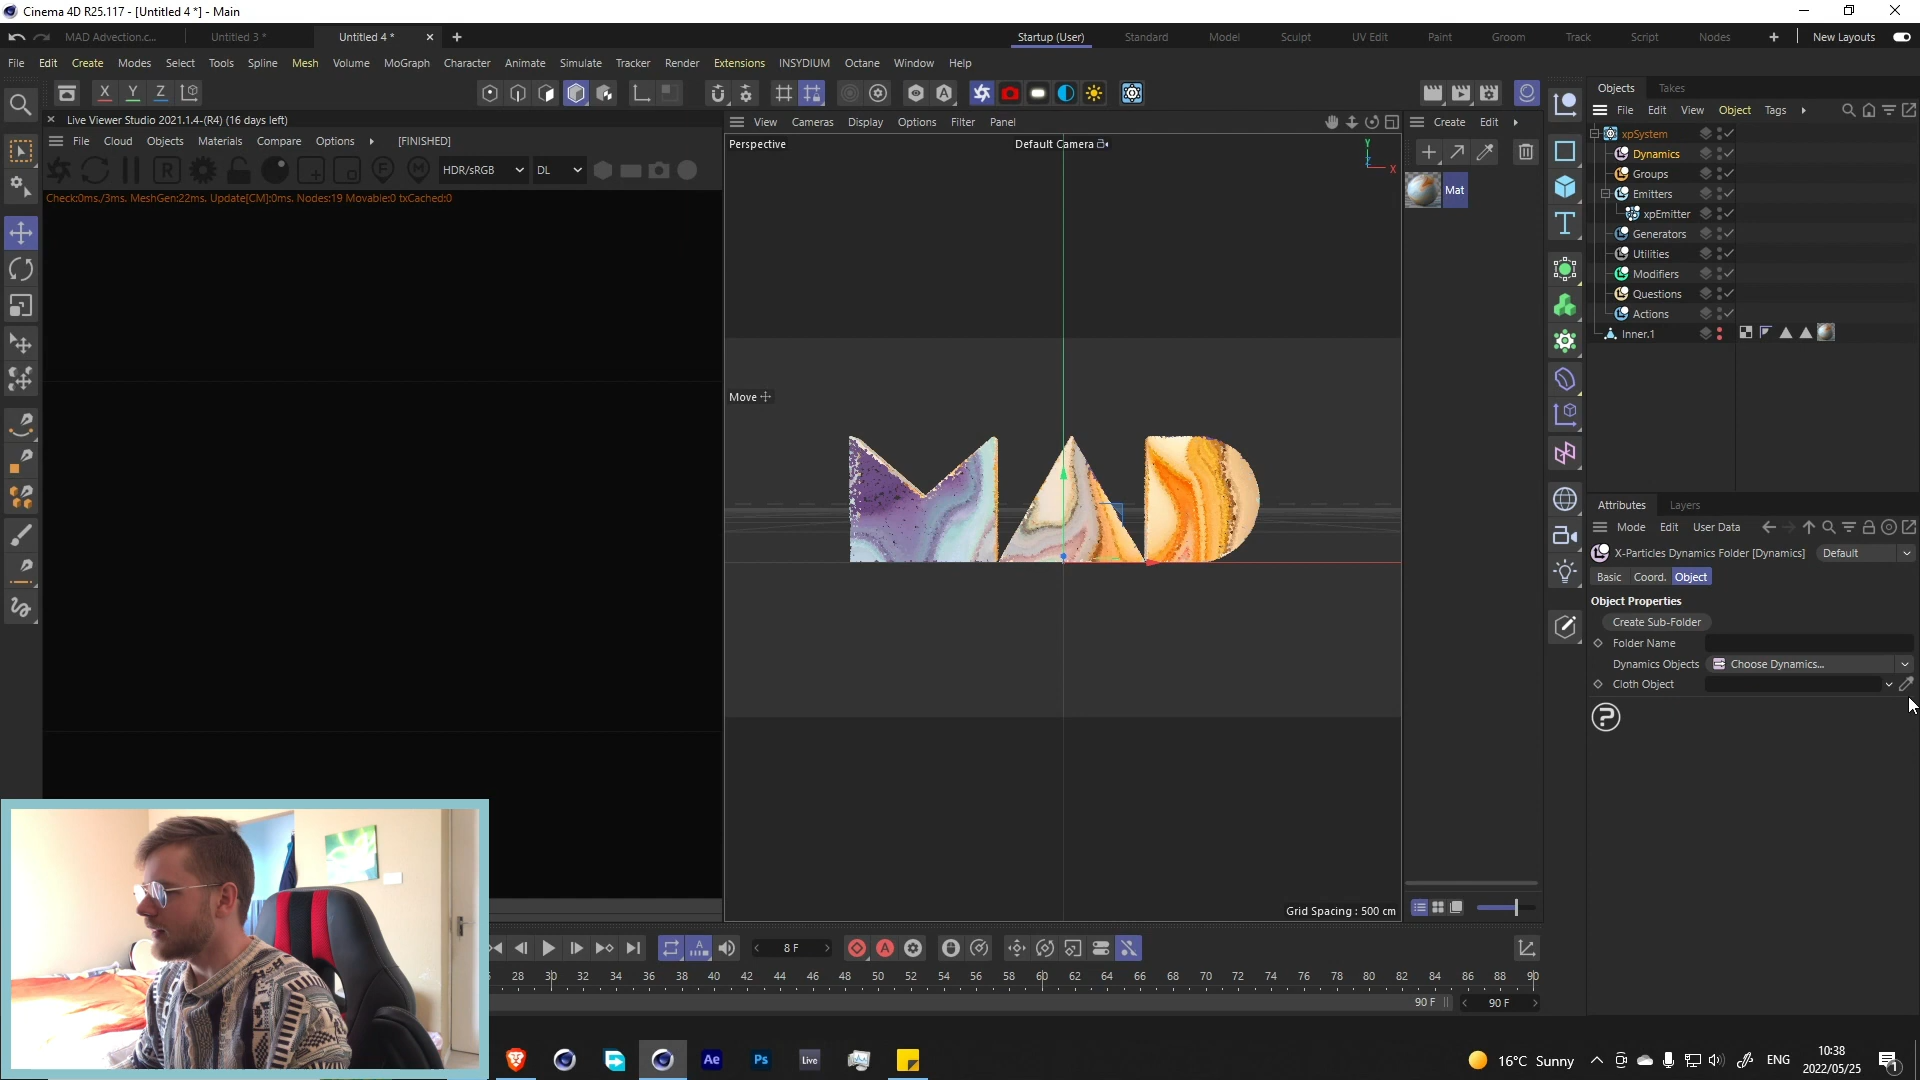 Cinema 4D R25.117 - [Untitled 4 *] - Main
MAD Advection.c... Untitled 3 * Untitled 4 * Startup (User) Standard Model Sculpt UV Edit Paint Groom Track Script Nodes New Layouts
File Edit Create Modes Select Tools Spline Mesh Volume MoGraph Character Animate Simulate Tracker Render Extensions INSYDIUM Octane Window Help
X Y Z
Objects Takes
File Edit View Object Tags
Live Viewer Studio 2021.1.4-(R4) (16 days left)
File Cloud Objects Materials Compare Options [FINISHED]
HDR/sRGB DL
Check:0ms./3ms. MeshGen:22ms. Update[CM]:0ms. Nodes:19 Movable:0 txCached:0
View Cameras Display Options Filter Panel
Perspective Default Camera
Y
Z
X
Move
MAD
Grid Spacing : 500 cm
Create Edit
Mat
xpSystem
Dynamics
Groups
Emitters
xpEmitter
Generators
Utilities
Modifiers
Questions
Actions
Inner.1
Attributes Layers
Mode Edit User Data
X-Particles Dynamics Folder [Dynamics] Default
Basic Coord. Object
Object Properties
Create Sub-Folder
Folder Name
Dynamics Objects Choose Dynamics...
Cloth Object
8 F
28 30 32 34 36 38 40 42 44 46 48 50 52 54 56 58 60 62 64 66 68 70 72 74 76 78 80 82 84 86 88 90
90 F 90 F
Ae Ps Live
16°C Sunny ENG 10:38
2022/05/25
1